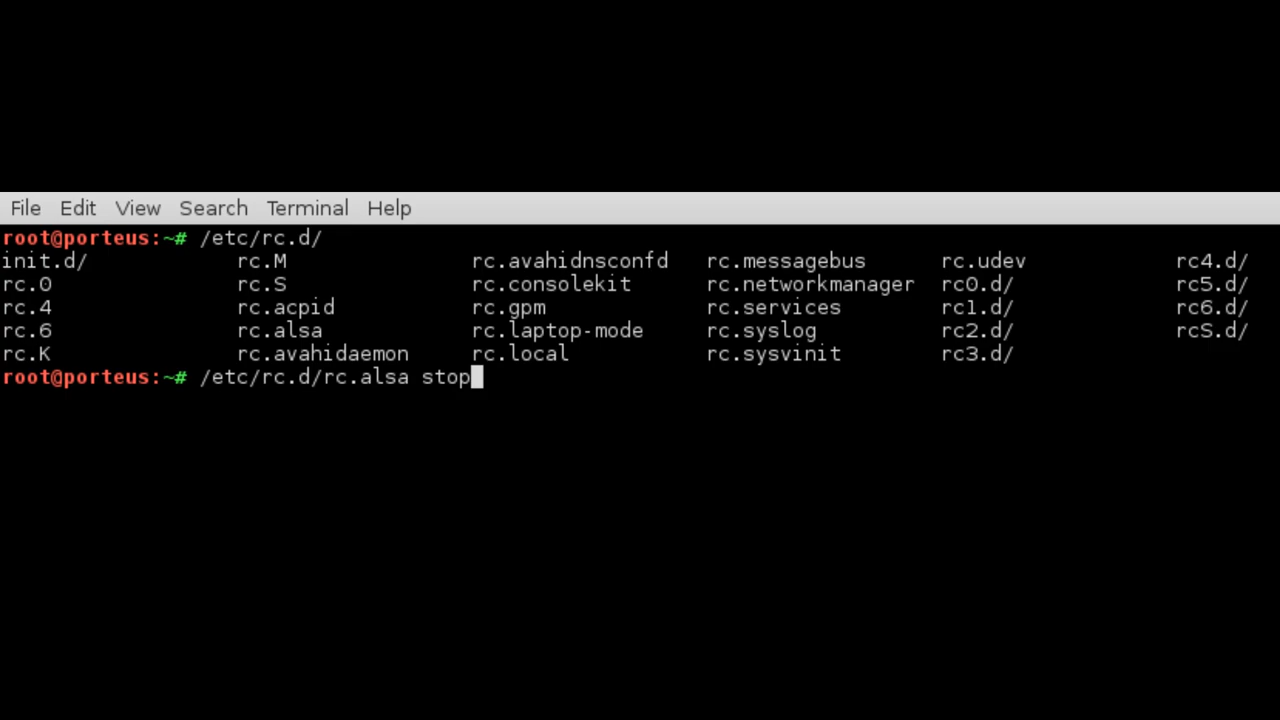 File Edit View Search Terminal Help
root@porteus:~# /etc/rc.d/
init.d/ rc.M rc.avahidnsconfd rc.messagebus rc.udev rc4.d/
rc.0 rc.S rc.consolekit rc.networkmanager rc0.d/ rc5.d/
rc.4 rc.acpid rc.gpm rc.services rc1.d/ rc6.d/
rc.6 rc.alsa rc.laptop-mode rc.syslog rc2.d/ rcS.d/
rc.K rc.avahidaemon rc.local rc.sysvinit rc3.d/
root@porteus:~# /etc/rc.d/rc.alsa stop